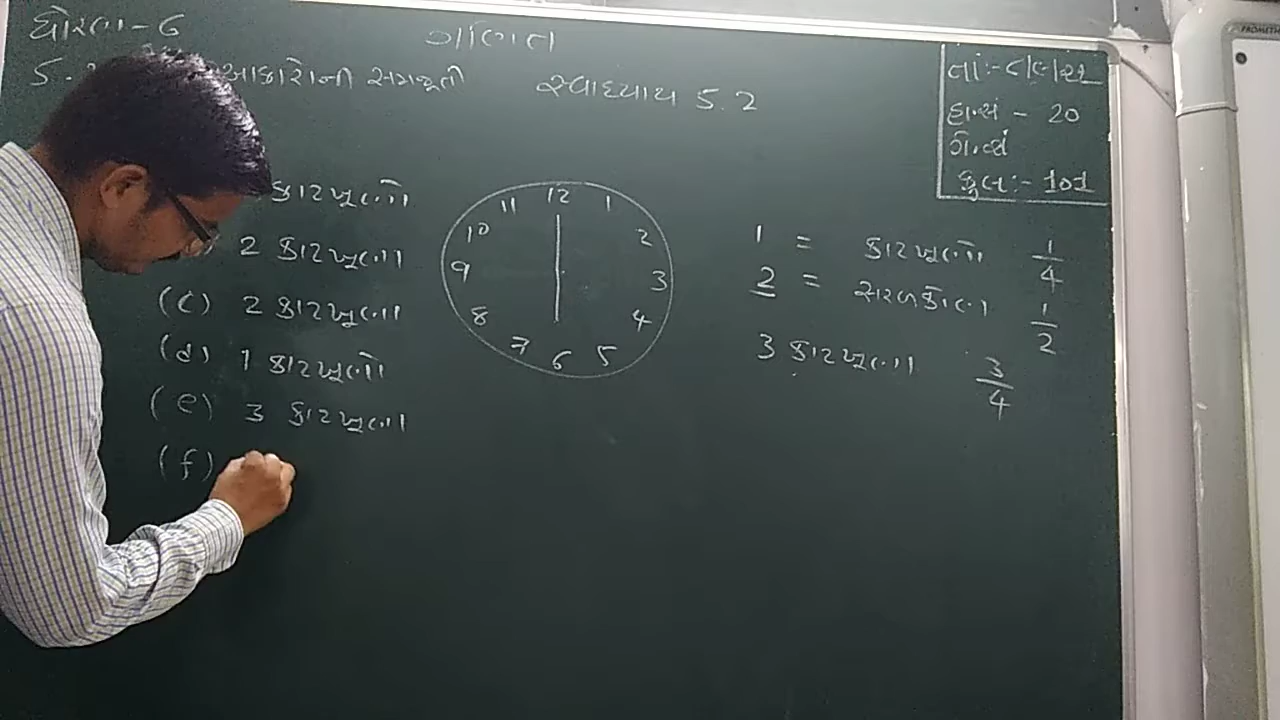 ધોરણ - 6
ગણિત
5. આકારોની સમજૂતી
સ્વાધ્યાય 5.2
હાજર - 20
કુલ :- 101
કાટખૂણો
2 કાટખૂણા
(c) 2 કાટખૂણા
(d) 1 કાટખૂણો
(e) 3 કાટખૂણા
(f)
12
1
2
3
4
5
6
7
8
9
10
11
1 = કાટખૂણો 1/4
2 = સરળકોણ 1/2
3 કાટખૂણા 3/4